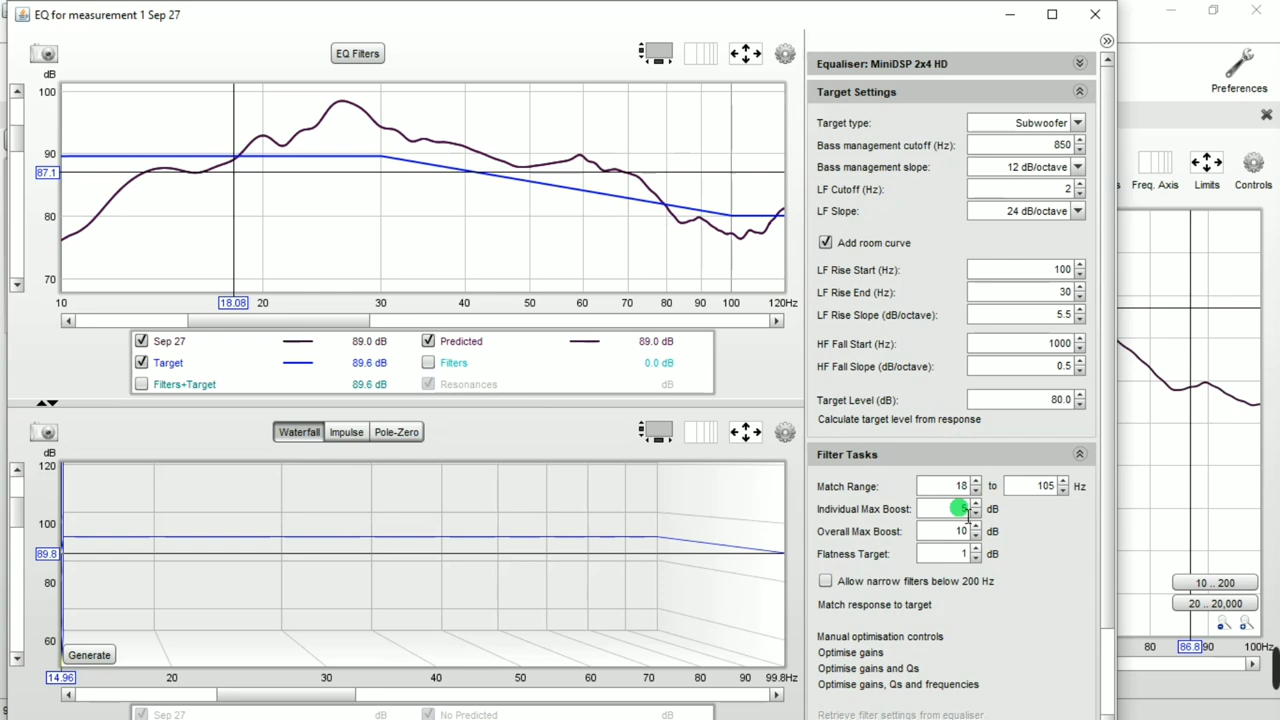 EQ for measurement 1 Sep 27
EQ Filters
dB
100
90
87.1
80
70
10
18.08
20
30
40
50
60
70
80
90
100
120Hz
Sep 27
89.0 dB
Predicted
89.0 dB
Target
89.6 dB
Filters
0.0 dB
Filters+Target
89.6 dB
Resonances
dB
Waterfall
Impulse
Pole-Zero
dB
120
100
89.8
80
60
Generate
14.96
20
30
40
50
60
70
80
90
99.8Hz
Sep 27
dB
No Predicted
dB
Equaliser: MiniDSP 2x4 HD
Target Settings
Target type:
Subwoofer
Bass management cutoff (Hz):
850
Bass management slope:
12 dB/octave
LF Cutoff (Hz):
2
LF Slope:
24 dB/octave
Add room curve
LF Rise Start (Hz):
100
LF Rise End (Hz):
30
LF Rise Slope (dB/octave):
5.5
HF Fall Start (Hz):
1000
HF Fall Slope (dB/octave):
0.5
Target Level (dB):
80.0
Calculate target level from response
Filter Tasks
Match Range:
18
to
105
Hz
Individual Max Boost:
dB
Overall Max Boost:
10
dB
Flatness Target:
1
dB
Allow narrow filters below 200 Hz
Match response to target
Manual optimisation controls
Optimise gains
Optimise gains and Qs
Optimise gains, Qs and frequencies
Retrieve filter settings from equaliser
Preferences
Freq. Axis
Limits
Controls
10 .. 200
20 .. 20,000
80
86.8
90
100Hz